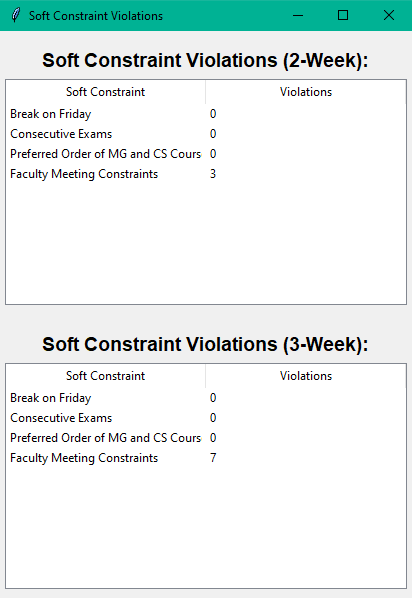 Soft Constraint Violations
Soft Constraint Violations (2-Week):
Soft Constraint Violations
Break on Friday 0
Consecutive Exams 0
Preferred Order of MG and CS Cours 0
Faculty Meeting Constraints 3
Soft Constraint Violations (3-Week):
Soft Constraint Violations
Break on Friday 0
Consecutive Exams 0
Preferred Order of MG and CS Cours 0
Faculty Meeting Constraints 7